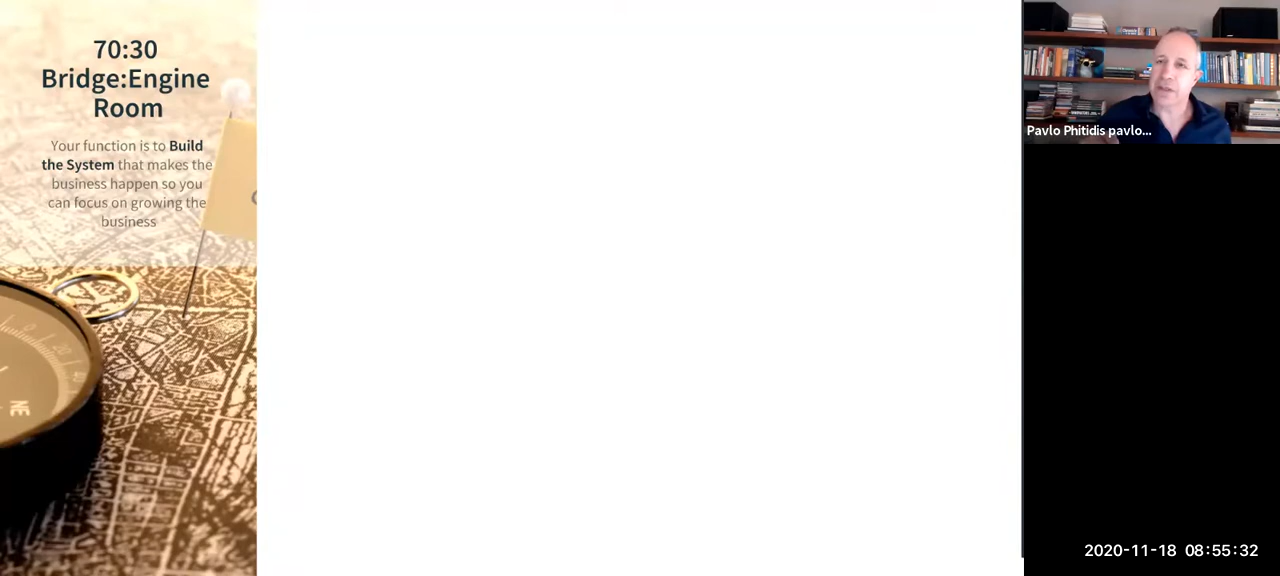 70:30
Bridge:Engine
Room
Your function is to Build
the System that makes the
business happen so you
can focus on growing the
business
NE
Pavlo Phitidis pavlo...
2020-11-18 08:55:32